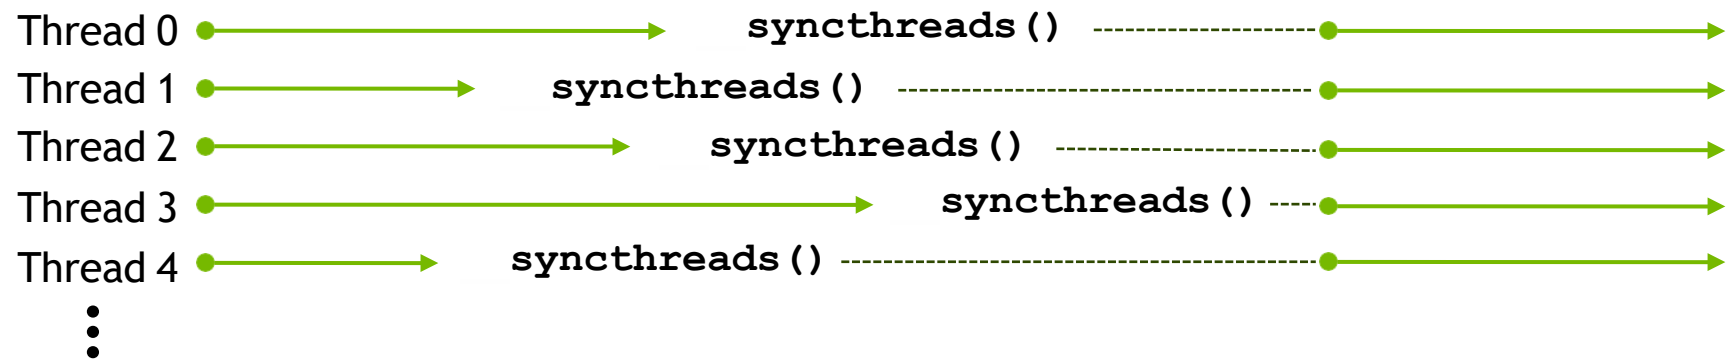 Thread 0 syncthreads()
Thread 1 syncthreads()
Thread 2 syncthreads()
Thread 3 syncthreads()
Thread 4 syncthreads()